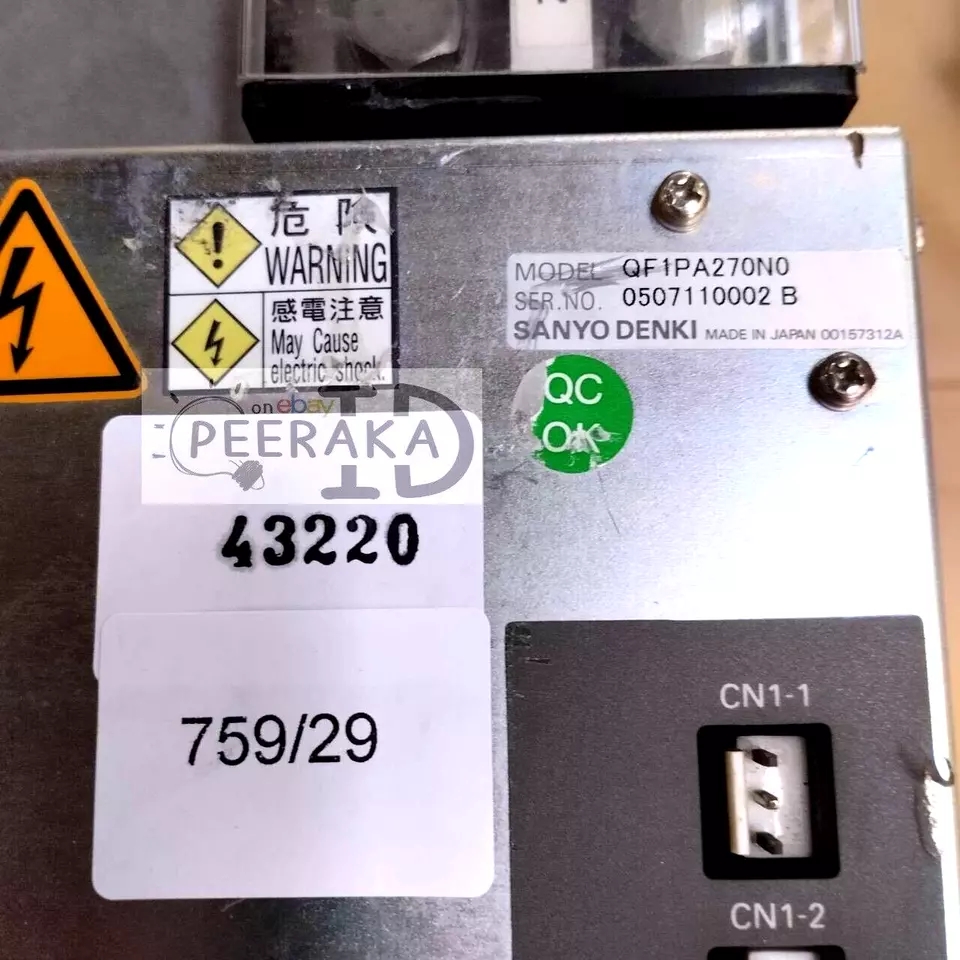 危険
WARNING
感電注意
May Cause
electric shock.
MODEL QF1PA270N0
SER.NO. 0507110002 B
SANYO DENKI MADE IN JAPAN 00157312A
QC
OK
on ebay
PEERAKA
ID
43220
759/29
CN1-1
CN1-2